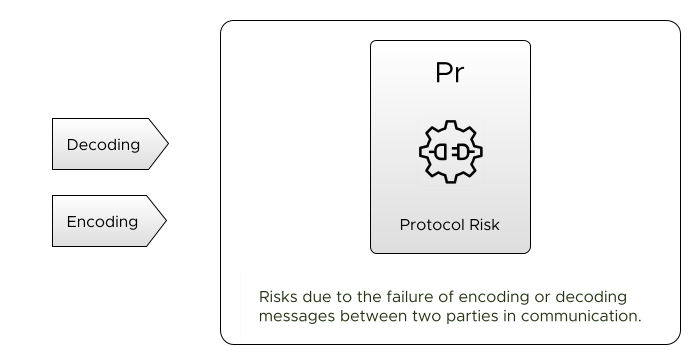 Decoding
Encoding
Pr
Protocol Risk
Risks due to the failure of encoding or decoding
messages between two parties in communication.